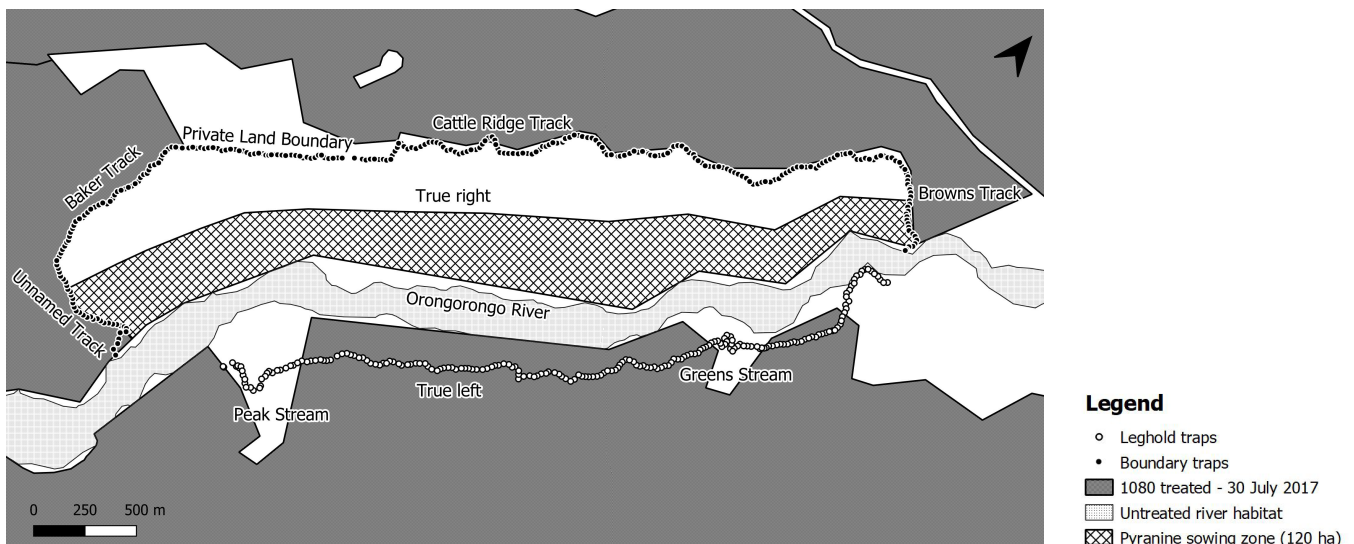 Cattle Ridge Track
Private Land Boundary
Baker Track
True right
Browns Track
Unnamed Track
Orongorongo River
Greens Stream
True left
Peak Stream
0 250 500 m
Legend
Leghold traps
Boundary traps
1080 treated - 30 July 2017
Untreated river habitat
Pyranine sowing zone (120 ha)